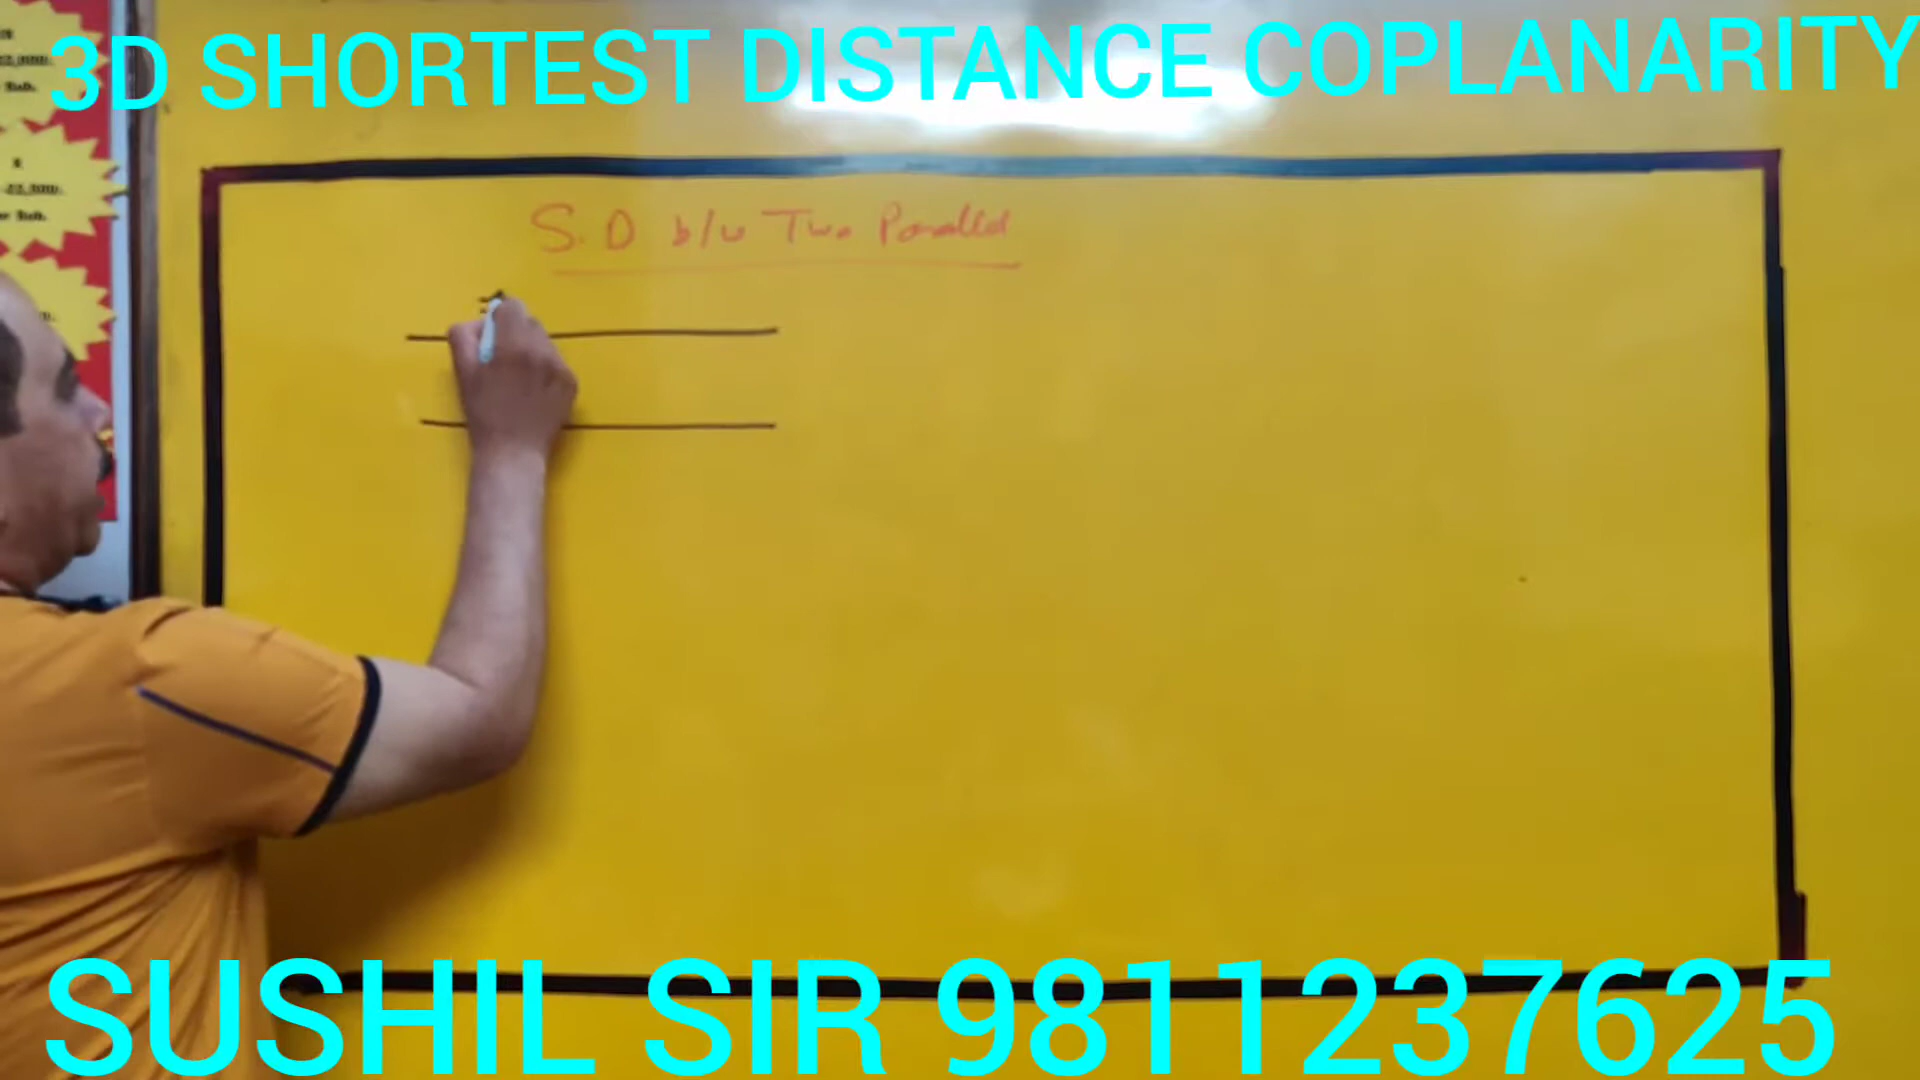 3D SHORTEST DISTANCE COPLANARITY
S.D b/w Two Parallel
SUSHIL SIR 9811237625